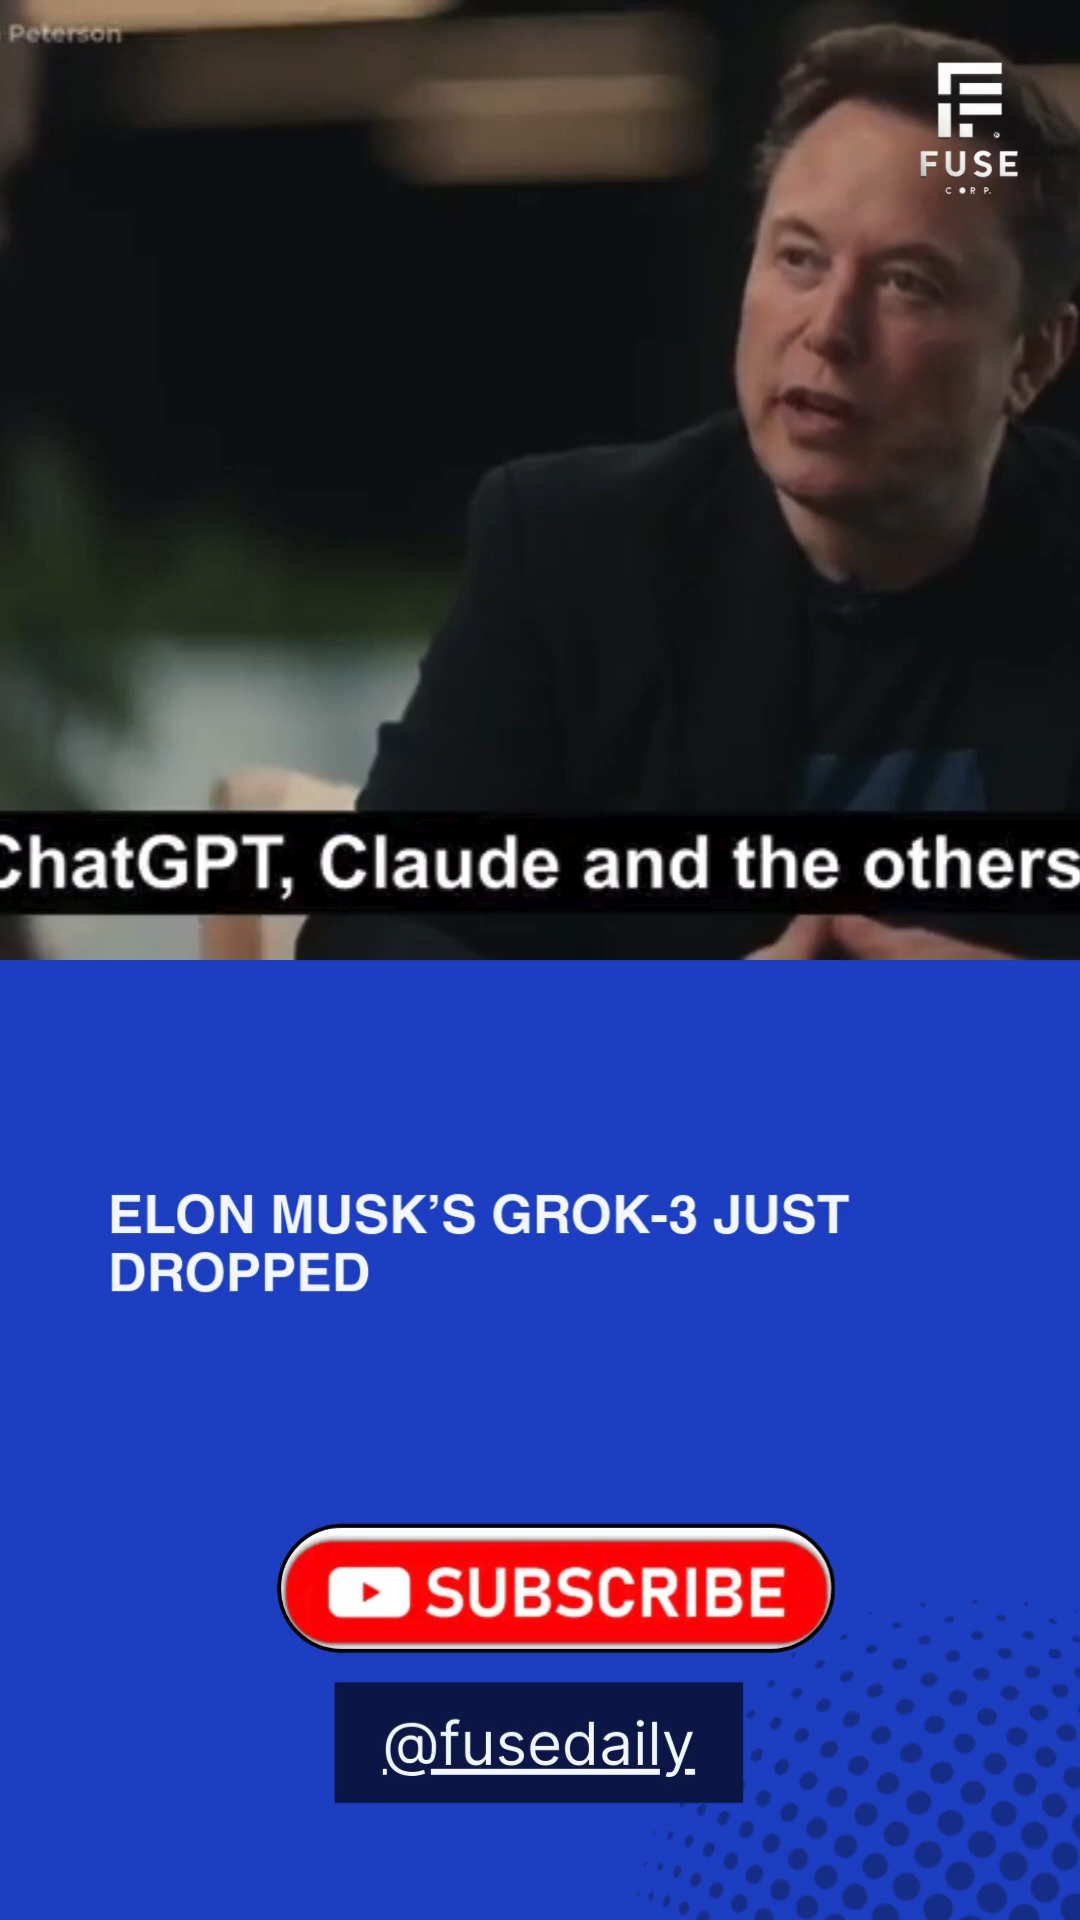 Peterson
FUSE
CORP.
ChatGPT, Claude and the others
ELON MUSK’S GROK-3 JUST
DROPPED
SUBSCRIBE
@fusedaily